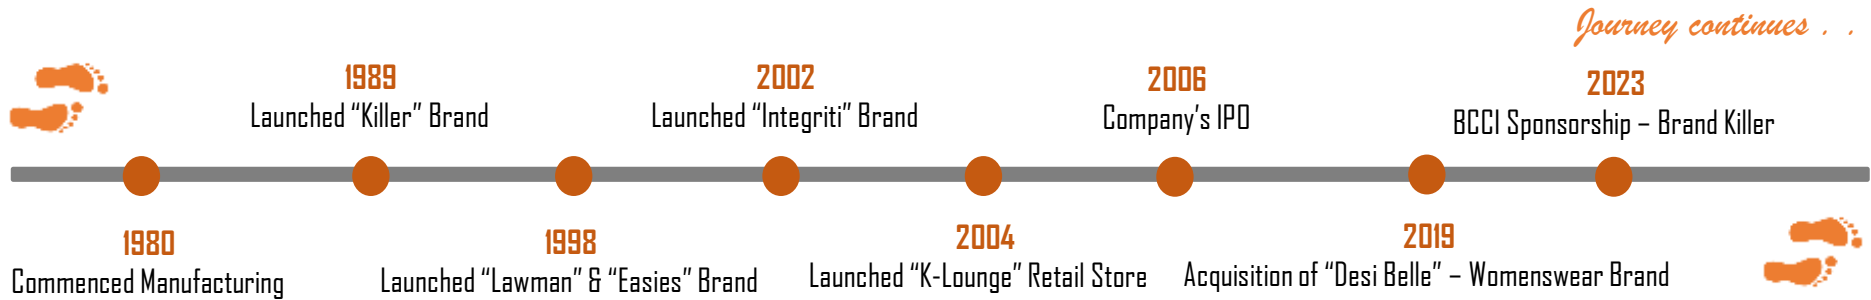 Journey continues . .
1989
Launched “Killer” Brand
2002
Launched “Integriti” Brand
2006
Company’s IPO
2023
BCCI Sponsorship – Brand Killer
1980
Commenced Manufacturing
1998
Launched “Lawman” & “Easies” Brand
2004
Launched “K-Lounge” Retail Store
2019
Acquisition of “Desi Belle” – Womenswear Brand